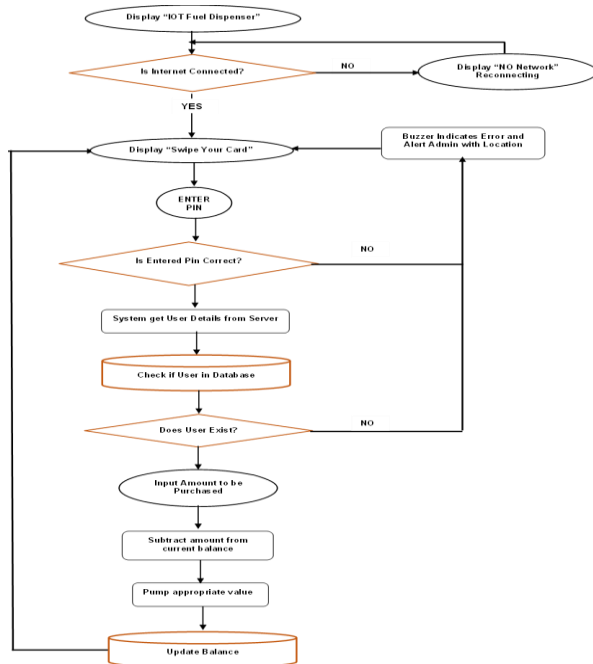 Display "IOT Fuel Dispenser"
Is Internet Connected?
NO
Display "NO Network"
Reconnecting
YES
Buzzer Indicates Error and
Alert Admin with Location
Display "Swipe Your Card"
ENTER
PIN
Is Entered Pin Correct?
NO
System get User Details from Server
Check if User in Database
Does User Exist?
NO
Input Amount to be
Purchased
Subtract amount from
current balance
Pump appropriate value
Update Balance